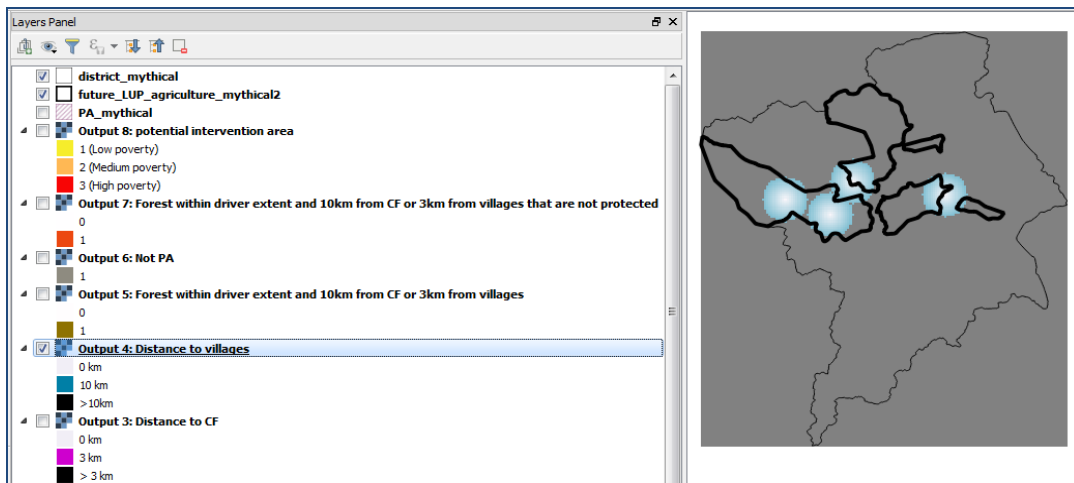 Layers Panel
district_mythical
future_LUP_agriculture_mythical2
PA_mythical
Output 8: potential intervention area
1 (Low poverty)
2 (Medium poverty)
3 (High poverty)
Output 7: Forest within driver extent and 10km from CF or 3km from villages that are not protected
0
1
Output 6: Not PA
1
Output 5: Forest within driver extent and 10km from CF or 3km from villages
0
1
Output 4: Distance to villages
0 km
10 km
>10km
Output 3: Distance to CF
0 km
3 km
> 3 km